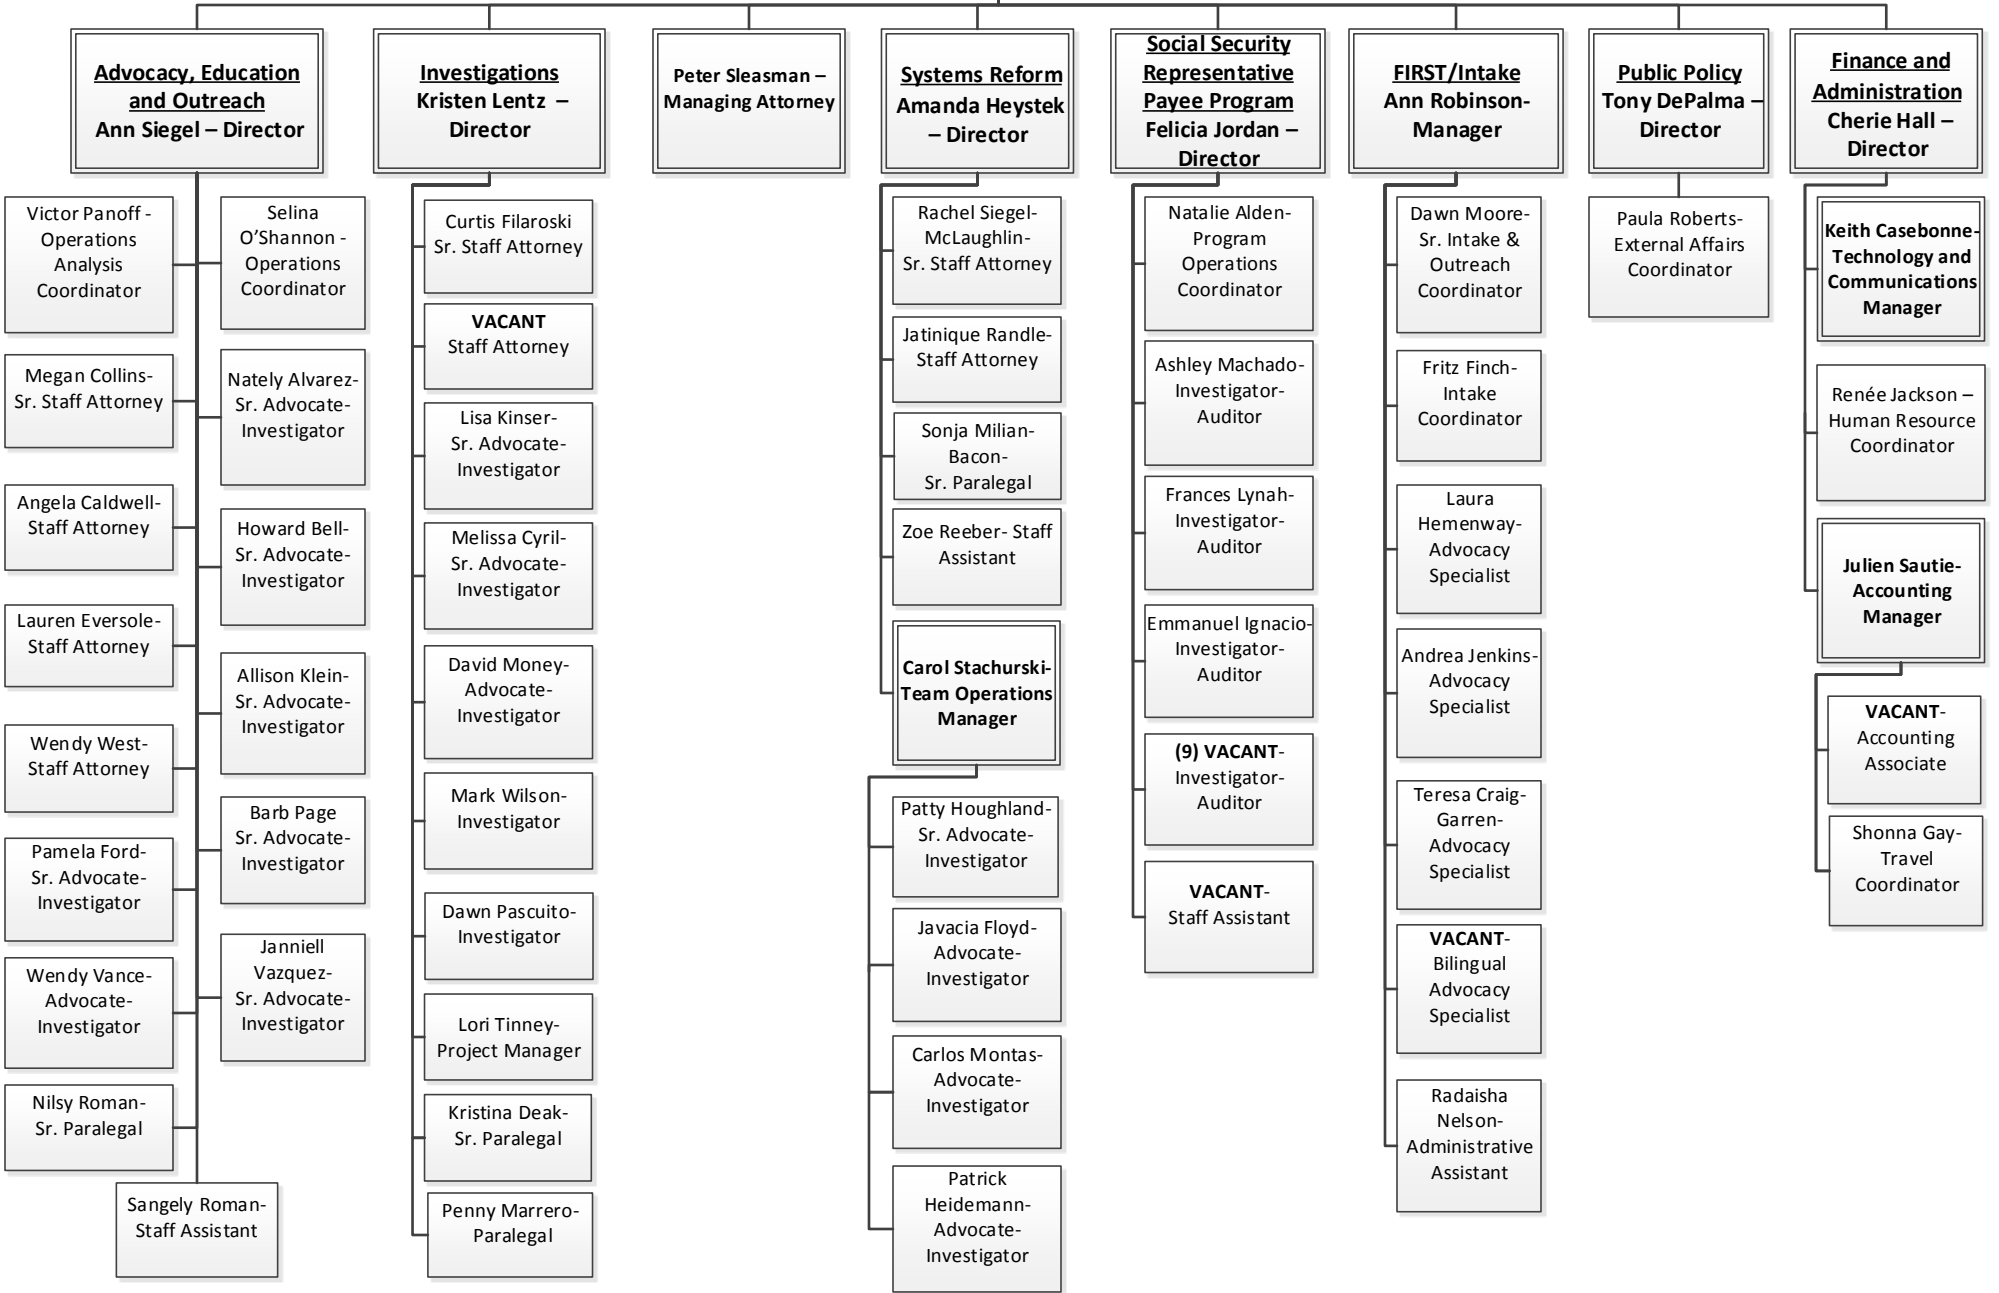 Advocacy, Education
and Outreach
Ann Siegel – Director
Victor Panoff -
Operations
Analysis
Coordinator
Selina
O’Shannon -
Operations
Coordinator
Megan Collins-
Sr. Staff Attorney
Nately Alvarez-
Sr. Advocate-
Investigator
Angela Caldwell-
Staff Attorney
Howard Bell-
Sr. Advocate-
Investigator
Lauren Eversole-
Staff Attorney
Allison Klein-
Sr. Advocate-
Investigator
Wendy West-
Staff Attorney
Barb Page
Sr. Advocate-
Investigator
Pamela Ford-
Sr. Advocate-
Investigator
Janniell
Vazquez-
Sr. Advocate-
Investigator
Wendy Vance-
Advocate-
Investigator
Nilsy Roman-
Sr. Paralegal
Sangely Roman-
Staff Assistant
Investigations
Kristen Lentz –
Director
Curtis Filaroski
Sr. Staff Attorney
VACANT
Staff Attorney
Lisa Kinser-
Sr. Advocate-
Investigator
Melissa Cyril-
Sr. Advocate-
Investigator
David Money-
Advocate-
Investigator
Mark Wilson-
Investigator
Dawn Pascuito-
Investigator
Lori Tinney-
Project Manager
Kristina Deak-
Sr. Paralegal
Penny Marrero-
Paralegal
Peter Sleasman –
Managing Attorney
Systems Reform
Amanda Heystek
– Director
Rachel Siegel-
McLaughlin-
Sr. Staff Attorney
Jatinique Randle-
Staff Attorney
Sonja Milian-
Bacon-
Sr. Paralegal
Zoe Reeber- Staff
Assistant
Carol Stachurski-
Team Operations
Manager
Patty Houghland-
Sr. Advocate-
Investigator
Javacia Floyd-
Advocate-
Investigator
Carlos Montas-
Advocate-
Investigator
Patrick
Heidemann-
Advocate-
Investigator
Social Security
Representative
Payee Program
Felicia Jordan –
Director
Natalie Alden-
Program
Operations
Coordinator
Ashley Machado-
Investigator-
Auditor
Frances Lynah-
Investigator-
Auditor
Emmanuel Ignacio-
Investigator-
Auditor
(9) VACANT-
Investigator-
Auditor
VACANT-
Staff Assistant
FIRST/Intake
Ann Robinson-
Manager
Dawn Moore-
Sr. Intake &
Outreach
Coordinator
Fritz Finch-
Intake
Coordinator
Laura
Hemenway-
Advocacy
Specialist
Andrea Jenkins-
Advocacy
Specialist
Teresa Craig-
Garren-
Advocacy
Specialist
VACANT-
Bilingual
Advocacy
Specialist
Radaisha
Nelson-
Administrative
Assistant
Public Policy
Tony DePalma –
Director
Paula Roberts-
External Affairs
Coordinator
Finance and
Administration
Cherie Hall –
Director
Keith Casebonne-
Technology and
Communications
Manager
Renée Jackson –
Human Resource
Coordinator
Julien Sautie-
Accounting
Manager
VACANT-
Accounting
Associate
Shonna Gay-
Travel
Coordinator